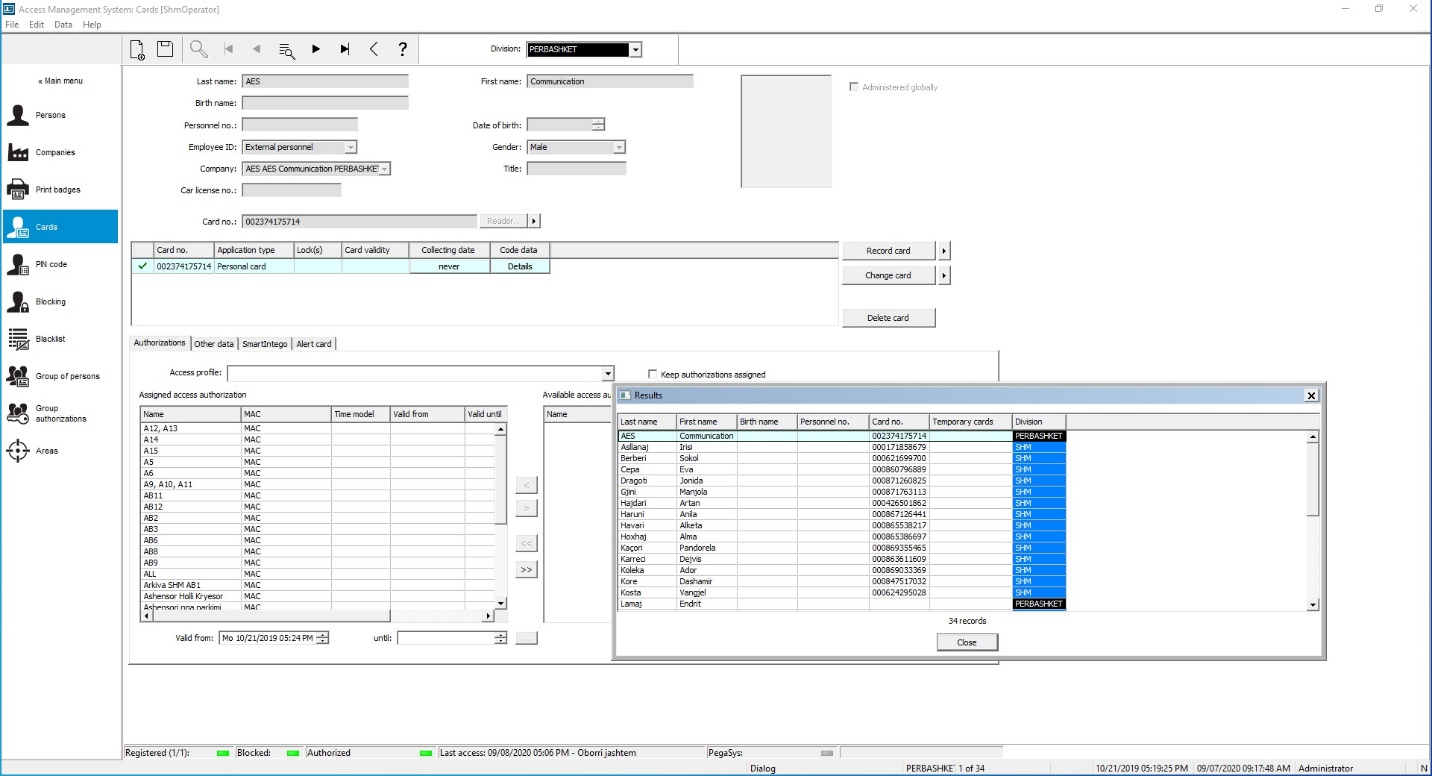 Access Management System: Cards [ShmOperator]
File Edit Data Help
Division: PERBASHKET
« Main menu
Persons
Companies
Print badges
Cards
PIN code
Blocking
Blacklist
Group of persons
Group authorizations
Areas
Last name: AES First name: Communication Administered globally
Birth name:
Personnel no.: Date of birth:
Employee ID: External personnel Gender: Male
Company: AES AES Communication PERBASHKET Title:
Car license no.:
Card no.: 002374175714 Reader...
Card no. Application type Lock(s) Card validity Collecting date Code data
002374175714 Personal card never Details
Record card
Change card
Delete card
Authorizations Other data SmartIntego Alert card
Access profile: Keep authorizations assigned
Assigned access authorization Available access au
Name MAC Time model Valid from Valid until Name
A12, A13 MAC
A14 MAC
A15 MAC
A5 MAC
A6 MAC
A9, A10, A11 MAC
AB11 MAC
AB12 MAC
AB2 MAC
AB3 MAC
AB6 MAC
AB8 MAC
AB9 MAC
ALL MAC
Arkiva SHM AB1 MAC
Ashensor Holli Kryesor MAC
Ashensori nga parkimi MAC
< 
>
<<
>>
Valid from: Mo 10/21/2019 05:24 PM until: ...
Results
Last name First name Birth name Personnel no. Card no. Temporary cards Division
AES Communication 002374175714 PERBASHKET
Asllanaj Irisi 000171858679 SHM
Berberi Sokol 000621699700 SHM
Cepa Eva 000860796889 SHM
Dragoti Jonida 000871260825 SHM
Gjini Manjola 000871763113 SHM
Hajdari Artan 000426501862 SHM
Haruni Anila 000867126441 SHM
Havari Alketa 000865538217 SHM
Hoxhaj Alma 000865386697 SHM
Kaçori Pandorela 000869355465 SHM
Karreci Dejvis 000863611609 SHM
Koleka Ador 000869033369 SHM
Kore Dashamir 000847517032 SHM
Kosta Vangjel 000624295028 SHM
Lamaj Endrit PERBASHKET
34 records
Close
Registered (1/1): Blocked: Authorized Last access: 09/08/2020 05:06 PM - Oborri jashtem PegaSys:
Dialog PERBASHKE' 1 of 34 10/21/2019 05:19:25 PM 09/07/2020 09:17:48 AM Administrator N